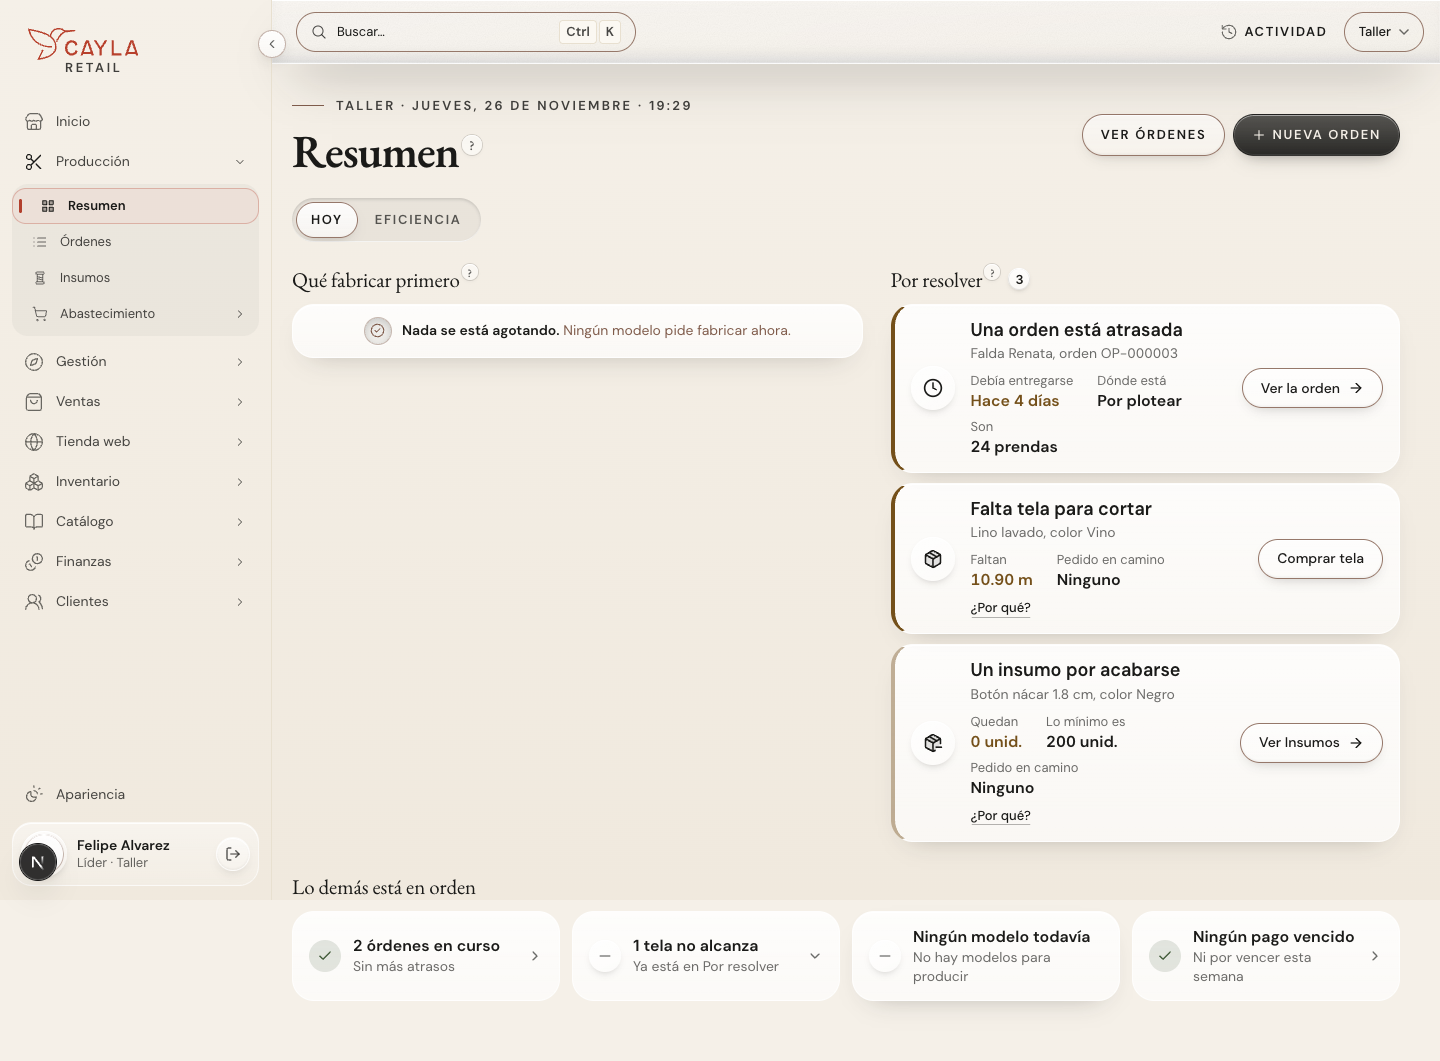 CAYLA
RETAIL
Buscar...
Ctrl K
ACTIVIDAD
Taller
Inicio
Producción
Resumen
Órdenes
Insumos
Abastecimiento
Gestión
Ventas
Tienda web
Inventario
Catálogo
Finanzas
Clientes
Apariencia
N
Felipe Alvarez
Líder · Taller
TALLER · JUEVES, 26 DE NOVIEMBRE · 19:29
Resumen ?
VER ÓRDENES
+ NUEVA ORDEN
HOY
EFICIENCIA
Qué fabricar primero ?
Nada se está agotando. Ningún modelo pide fabricar ahora.
Por resolver ? 3
Una orden está atrasada
Falda Renata, orden OP-000003
Debía entregarse Dónde está
Hace 4 días Por plotear
Son
24 prendas
Ver la orden →
Falta tela para cortar
Lino lavado, color Vino
Faltan Pedido en camino
10.90 m Ninguno
¿Por qué?
Comprar tela
Un insumo por acabarse
Botón nácar 1.8 cm, color Negro
Quedan Lo mínimo es
0 unid. 200 unid.
Pedido en camino
Ninguno
¿Por qué?
Ver Insumos →
Lo demás está en orden
2 órdenes en curso
Sin más atrasos
1 tela no alcanza
Ya está en Por resolver
Ningún modelo todavía
No hay modelos para
producir
Ningún pago vencido
Ni por vencer esta
semana